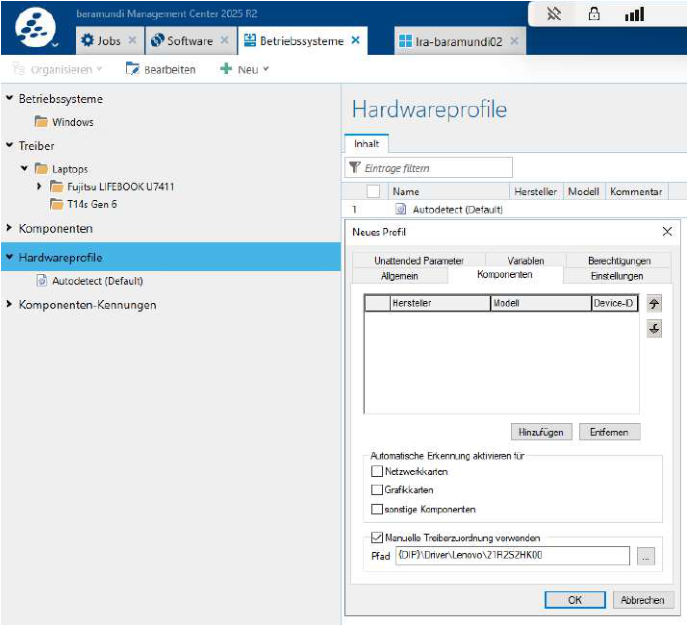 baramundi Management Center 2025 R2
Jobs
Software
Betriebssysteme
lra-baramundi02
Organisieren
Bearbeiten
Neu
Betriebssysteme
Windows
Treiber
Laptops
Fujitsu LIFEBOOK U7411
T14s Gen 6
Komponenten
Hardwareprofile
Autodetect (Default)
Komponenten-Kennungen
Hardwareprofile
Inhalt
Einträge filtern
Name Hersteller Modell Kommentar
1 Autodetect (Default)
Neues Profil
Unattended Parameter Variablen Berechtigungen
Allgemein Komponenten Einstellungen
Hersteller Modell Device-ID
Hinzufügen Entfernen
Automatische Erkennung aktivieren für
Netzwerkkarten
Grafikkarten
sonstige Komponenten
Manuelle Treiberzuordnung verwenden
Pfad {DIP}\Driver\Lenovo\21R2S2HK00 ...
OK Abbrechen